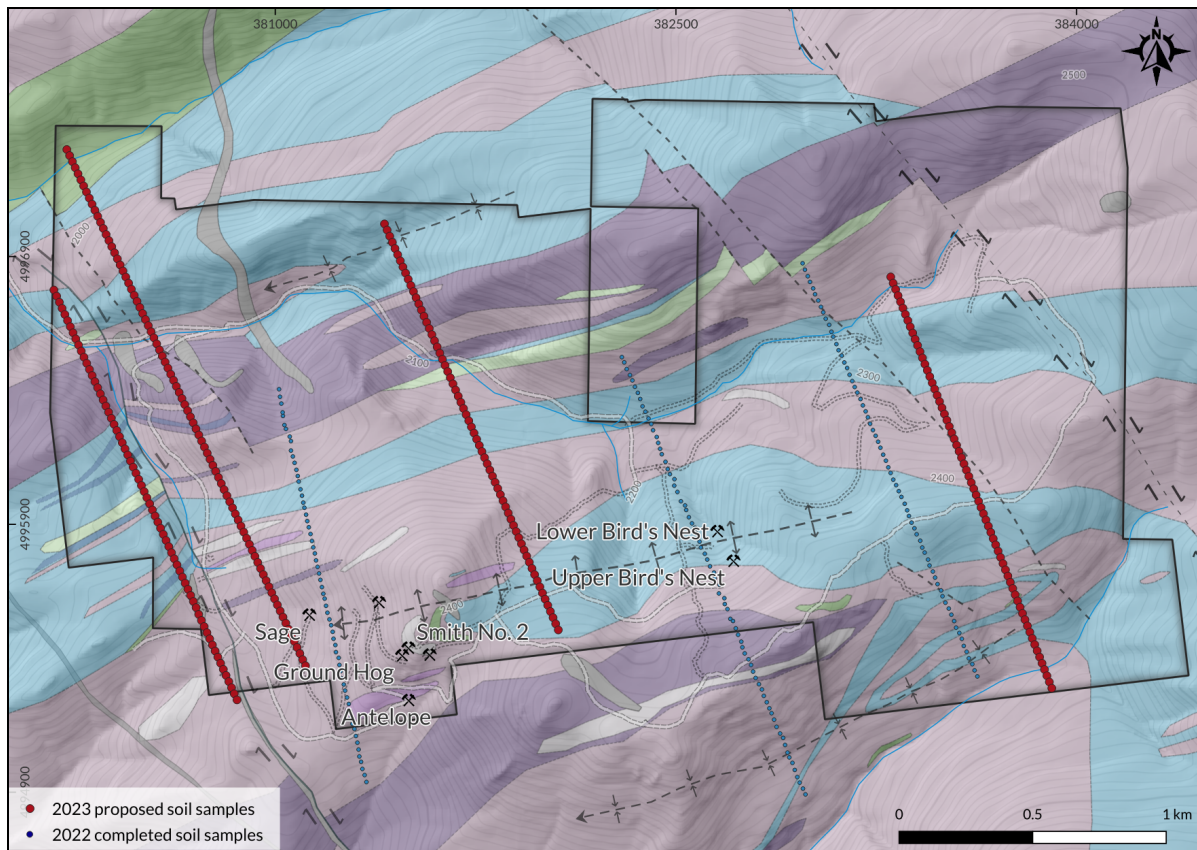 381000
382500
384000
N
2500
4996900
2000
2100
2300
2400
2200
4995900
Lower Bird's Nest
Upper Bird's Nest
2400
Sage
Smith No. 2
Ground Hog
Antelope
2023 proposed soil samples
2022 completed soil samples
0
0.5
1 km